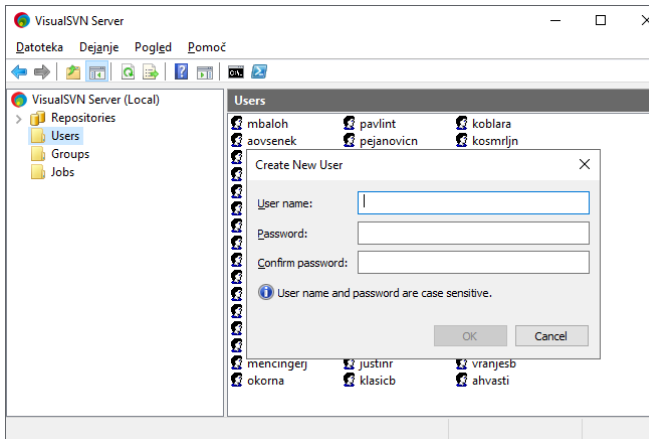 VisualSVN Server
Datoteka Dejanje Pogled Pomoč
VisualSVN Server (Local)
Repositories
Users
Groups
Jobs
Users
mbaloh pavlint koblara
aovsenek pejanovicn kosmrljn
Create New User
User name:
Password:
Confirm password:
User name and password are case sensitive.
OK Cancel
mencingerj justinr vranjesb
okorna klasicb ahvasti